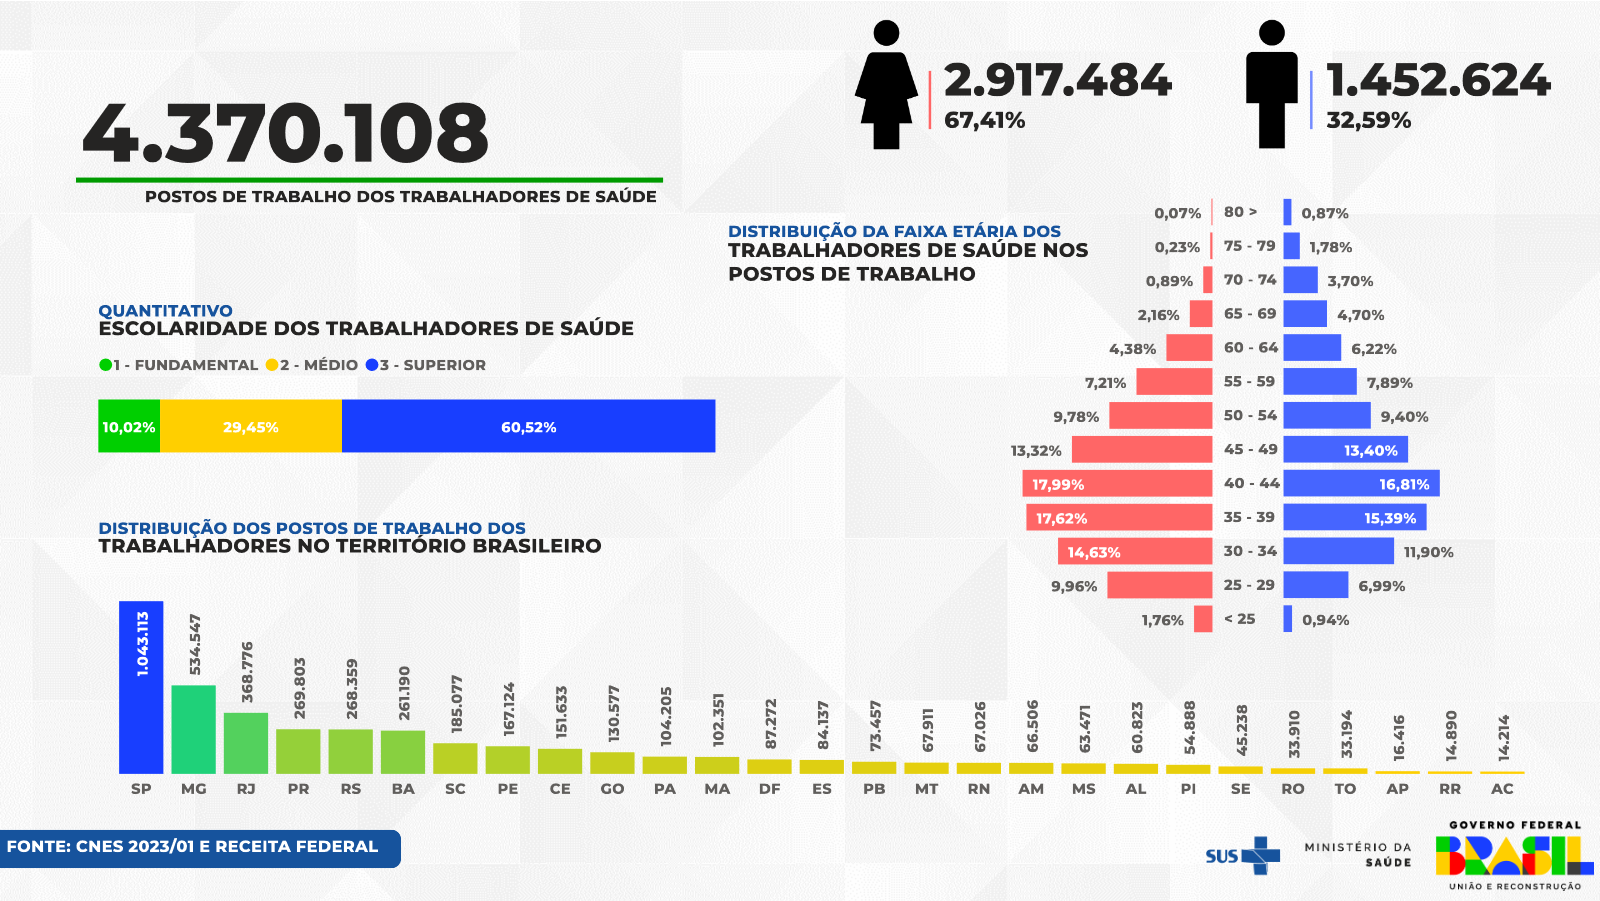 4.370.108
POSTOS DE TRABALHO DOS TRABALHADORES DE SAÚDE
2.917.484
67,41%
1.452.624
32,59%
DISTRIBUIÇÃO DA FAIXA ETÁRIA DOS
TRABALHADORES DE SAÚDE NOS
POSTOS DE TRABALHO
0,07% 80 > 0,87%
0,23% 75 - 79 1,78%
0,89% 70 - 74 3,70%
2,16% 65 - 69 4,70%
4,38% 60 - 64 6,22%
7,21% 55 - 59 7,89%
9,78% 50 - 54 9,40%
13,32% 45 - 49 13,40%
17,99% 40 - 44 16,81%
17,62% 35 - 39 15,39%
14,63% 30 - 34 11,90%
9,96% 25 - 29 6,99%
1,76% < 25 0,94%
QUANTITATIVO
ESCOLARIDADE DOS TRABALHADORES DE SAÚDE
1 - FUNDAMENTAL 2 - MÉDIO 3 - SUPERIOR
10,02% 29,45% 60,52%
DISTRIBUIÇÃO DOS POSTOS DE TRABALHO DOS
TRABALHADORES NO TERRITÓRIO BRASILEIRO
1.043.113 534.547 368.776 269.803 268.359 261.190 185.077 167.124 151.633 130.577 104.205 102.351 87.272 84.137 73.457 67.911 67.026 66.506 63.471 60.823 54.888 45.238 33.910 33.194 16.416 14.890 14.214
SP MG RJ PR RS BA SC PE CE GO PA MA DF ES PB MT RN AM MS AL PI SE RO TO AP RR AC
FONTE: CNES 2023/01 E RECEITA FEDERAL
SUS
MINISTÉRIO DA
SAÚDE
GOVERNO FEDERAL
BRASIL
UNIÃO E RECONSTRUÇÃO